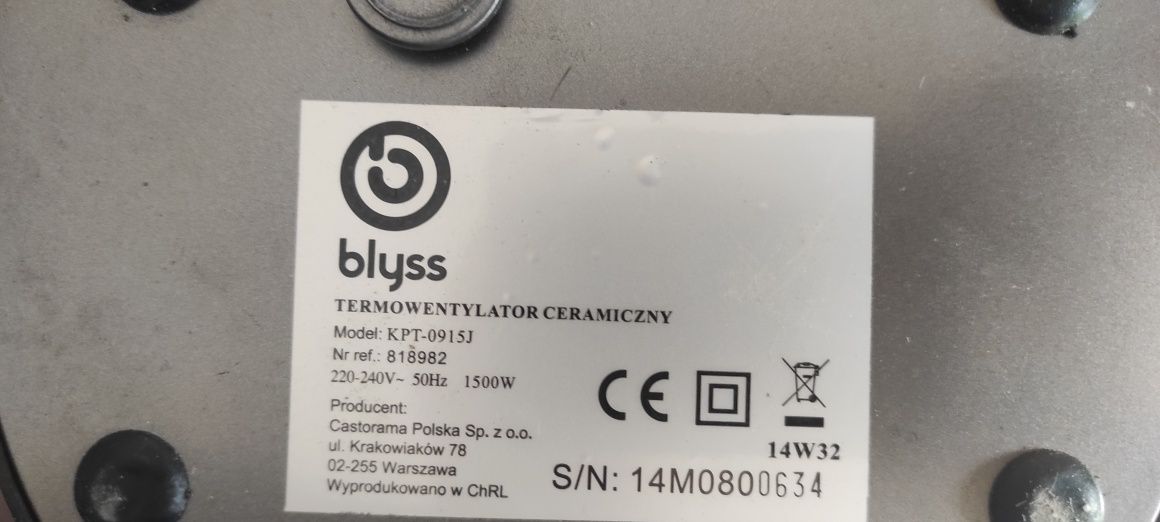 blyss
TERMOWENTYLATOR CERAMICZNY
Model: KPT-0915J
Nr ref.: 818982
220-240V~ 50Hz 1500W
Producent:
Castorama Polska Sp. z o.o.
ul. Krakowiaków 78
02-255 Warszawa
Wyprodukowano w ChRL
CE
14W32
S/N: 14M0800634